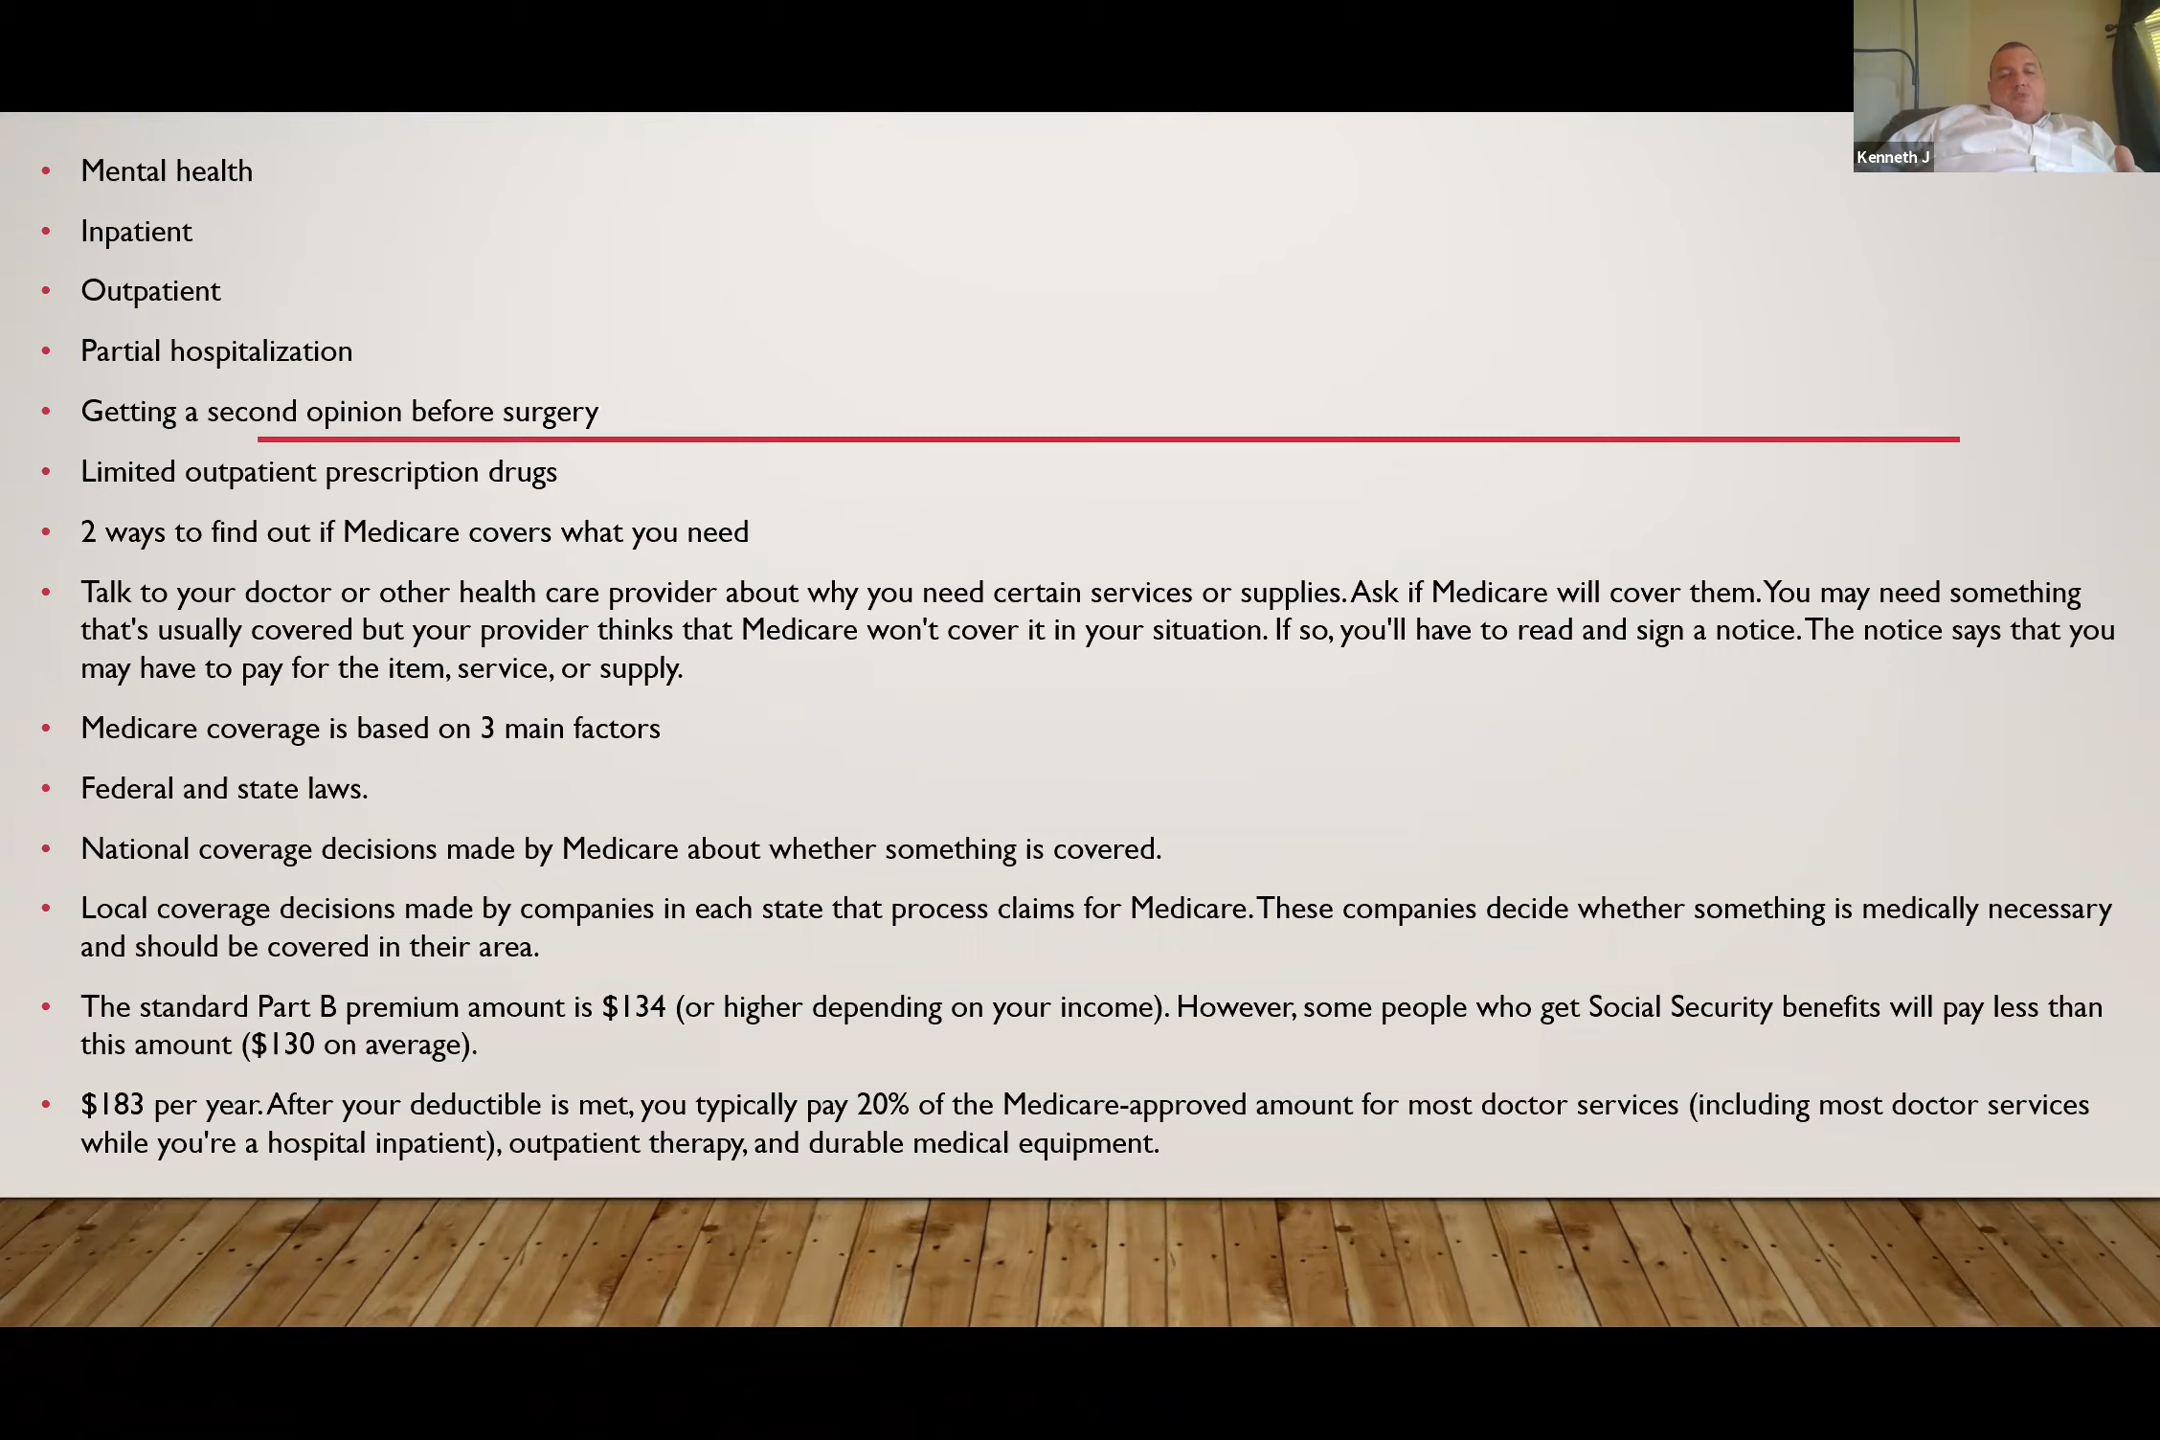 Kenneth J
• Mental health
• Inpatient
• Outpatient
• Partial hospitalization
• Getting a second opinion before surgery
• Limited outpatient prescription drugs
• 2 ways to find out if Medicare covers what you need
• Talk to your doctor or other health care provider about why you need certain services or supplies. Ask if Medicare will cover them. You may need something
that's usually covered but your provider thinks that Medicare won't cover it in your situation. If so, you'll have to read and sign a notice. The notice says that you
may have to pay for the item, service, or supply.
• Medicare coverage is based on 3 main factors
• Federal and state laws.
• National coverage decisions made by Medicare about whether something is covered.
• Local coverage decisions made by companies in each state that process claims for Medicare. These companies decide whether something is medically necessary
and should be covered in their area.
• The standard Part B premium amount is $134 (or higher depending on your income). However, some people who get Social Security benefits will pay less than
this amount ($130 on average).
• $183 per year. After your deductible is met, you typically pay 20% of the Medicare-approved amount for most doctor services (including most doctor services
while you're a hospital inpatient), outpatient therapy, and durable medical equipment.